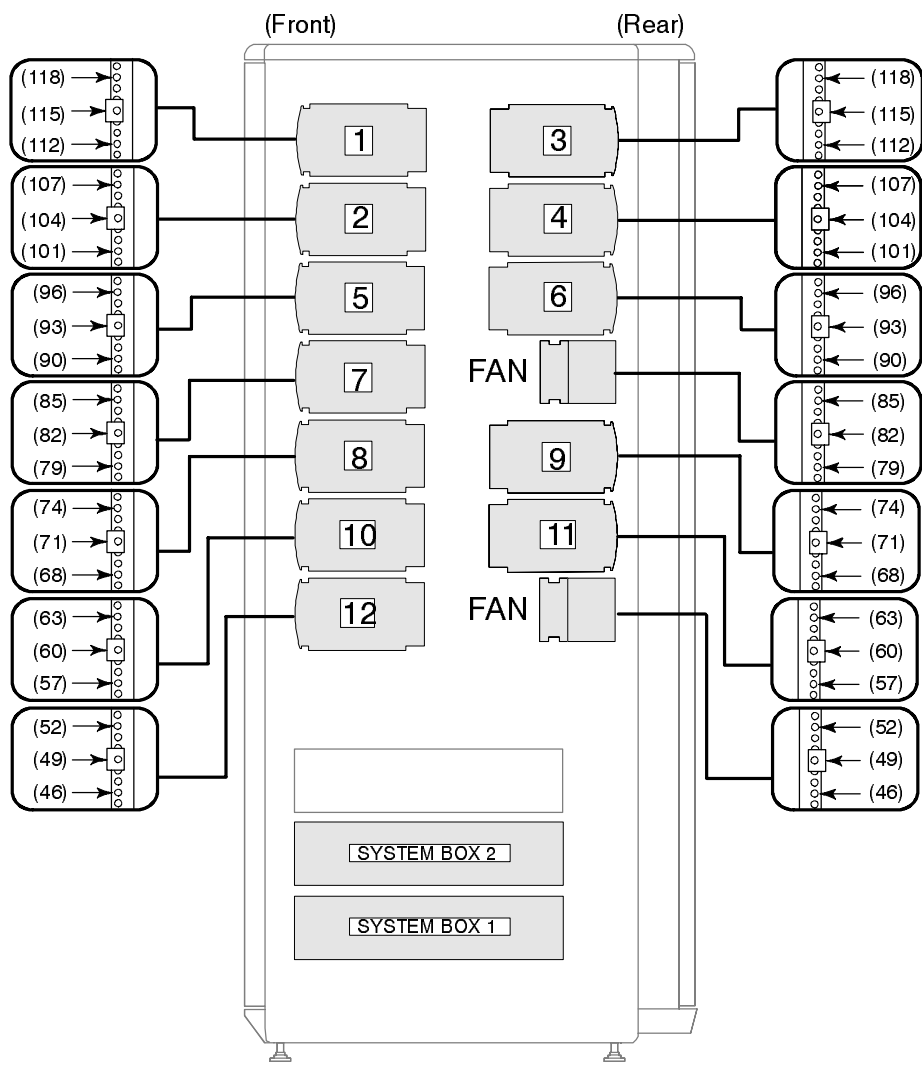 (Front) (Rear)
(118) (118)
(115) 1 3 (115)
(112) (112)
(107) (107)
(104) 2 4 (104)
(101) (101)
(96) 5 6 (96)
(93) (93)
(90) (90)
7 FAN
(85) (85)
(82) (82)
(79) 8 9 (79)
(74) (74)
(71) 10 11 (71)
(68) (68)
(63) 12 FAN (63)
(60) (60)
(57) (57)
(52) (52)
(49) (49)
(46) (46)
SYSTEM BOX 2
SYSTEM BOX 1